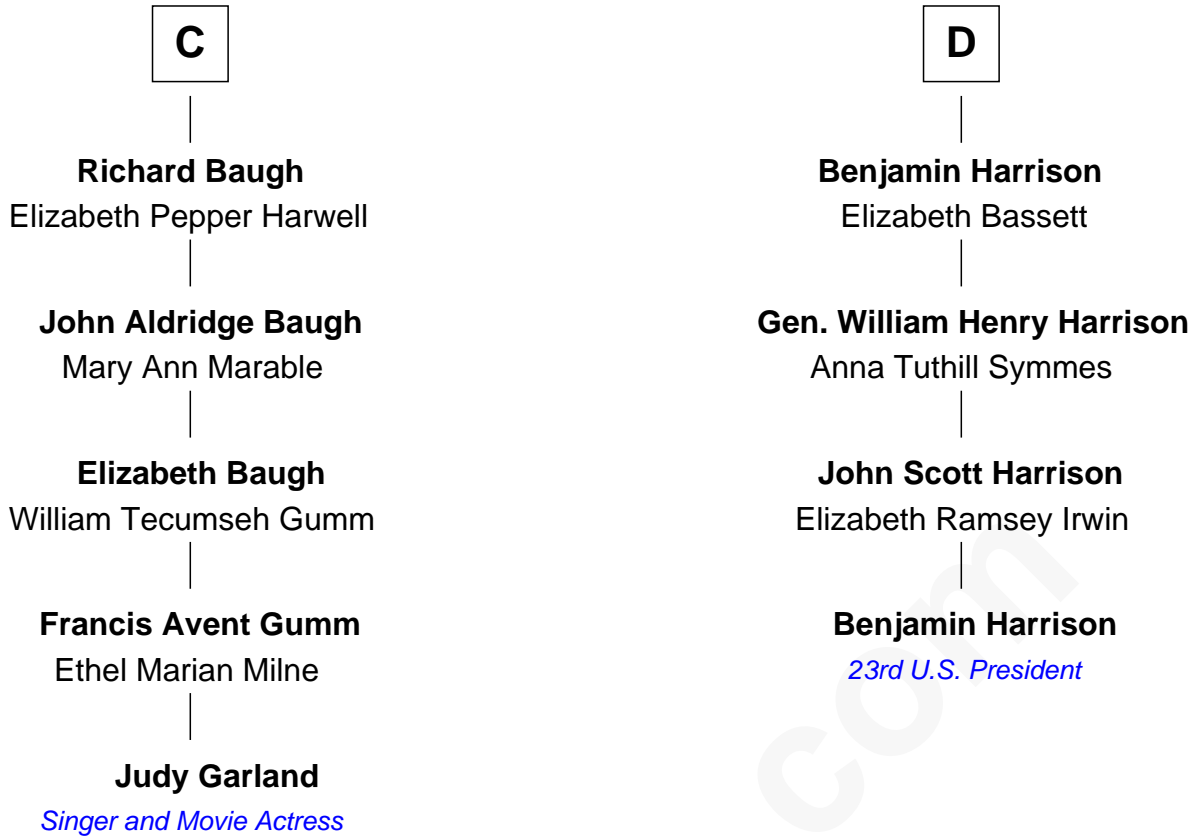 C
Richard Baugh
Elizabeth Pepper Harwell
John Aldridge Baugh
Mary Ann Marable
Elizabeth Baugh
William Tecumseh Gumm
Francis Avent Gumm
Ethel Marian Milne
Judy Garland
Singer and Movie Actress
D
Benjamin Harrison
Elizabeth Bassett
Gen. William Henry Harrison
Anna Tuthill Symmes
John Scott Harrison
Elizabeth Ramsey Irwin
Benjamin Harrison
23rd U.S. President
com